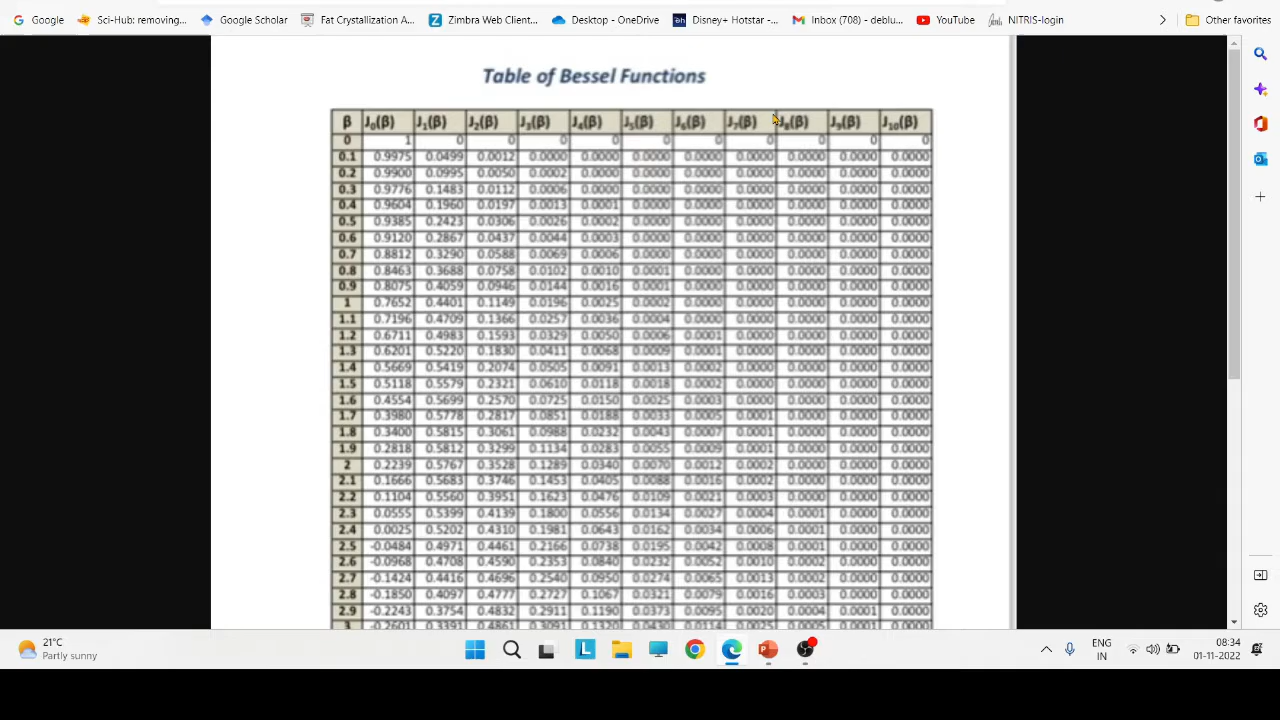 Google Sci-Hub: removing... Google Scholar Fat Crystallization A... Zimbra Web Client... Desktop - OneDrive Disney+ Hotstar -... Inbox (708) - deblu... YouTube NITRIS-login Other favorites
Table of Bessel Functions
β J0(β) J1(β) J2(β) J3(β) J4(β) J5(β) J6(β) J7(β) J8(β) J9(β) J10(β)
0 1 0 0 0 0 0 0 0 0 0 0
0.1 0.9975 0.0499 0.0012 0.0000 0.0000 0.0000 0.0000 0.0000 0.0000 0.0000 0.0000
0.2 0.9900 0.0995 0.0050 0.0002 0.0000 0.0000 0.0000 0.0000 0.0000 0.0000 0.0000
0.3 0.9776 0.1483 0.0112 0.0006 0.0000 0.0000 0.0000 0.0000 0.0000 0.0000 0.0000
0.4 0.9604 0.1960 0.0197 0.0013 0.0001 0.0000 0.0000 0.0000 0.0000 0.0000 0.0000
0.5 0.9385 0.2423 0.0306 0.0026 0.0002 0.0000 0.0000 0.0000 0.0000 0.0000 0.0000
0.6 0.9120 0.2867 0.0437 0.0044 0.0003 0.0000 0.0000 0.0000 0.0000 0.0000 0.0000
0.7 0.8812 0.3290 0.0588 0.0069 0.0006 0.0000 0.0000 0.0000 0.0000 0.0000 0.0000
0.8 0.8463 0.3688 0.0758 0.0102 0.0010 0.0001 0.0000 0.0000 0.0000 0.0000 0.0000
0.9 0.8075 0.4059 0.0946 0.0144 0.0016 0.0001 0.0000 0.0000 0.0000 0.0000 0.0000
1 0.7652 0.4401 0.1149 0.0196 0.0025 0.0002 0.0000 0.0000 0.0000 0.0000 0.0000
1.1 0.7196 0.4709 0.1366 0.0257 0.0036 0.0004 0.0000 0.0000 0.0000 0.0000 0.0000
1.2 0.6711 0.4983 0.1593 0.0329 0.0050 0.0006 0.0001 0.0000 0.0000 0.0000 0.0000
1.3 0.6201 0.5220 0.1830 0.0411 0.0068 0.0009 0.0001 0.0000 0.0000 0.0000 0.0000
1.4 0.5669 0.5419 0.2074 0.0505 0.0091 0.0013 0.0002 0.0000 0.0000 0.0000 0.0000
1.5 0.5118 0.5579 0.2321 0.0610 0.0118 0.0018 0.0002 0.0000 0.0000 0.0000 0.0000
1.6 0.4554 0.5699 0.2570 0.0725 0.0150 0.0025 0.0003 0.0000 0.0000 0.0000 0.0000
1.7 0.3980 0.5778 0.2817 0.0851 0.0188 0.0033 0.0005 0.0001 0.0000 0.0000 0.0000
1.8 0.3400 0.5815 0.3061 0.0988 0.0232 0.0043 0.0007 0.0001 0.0000 0.0000 0.0000
1.9 0.2818 0.5812 0.3299 0.1134 0.0283 0.0055 0.0009 0.0001 0.0000 0.0000 0.0000
2 0.2239 0.5767 0.3528 0.1289 0.0340 0.0070 0.0012 0.0002 0.0000 0.0000 0.0000
2.1 0.1666 0.5683 0.3746 0.1453 0.0405 0.0088 0.0016 0.0002 0.0000 0.0000 0.0000
2.2 0.1104 0.5560 0.3951 0.1623 0.0476 0.0109 0.0021 0.0003 0.0000 0.0000 0.0000
2.3 0.0555 0.5399 0.4139 0.1800 0.0556 0.0134 0.0027 0.0004 0.0001 0.0000 0.0000
2.4 0.0025 0.5202 0.4310 0.1981 0.0643 0.0162 0.0034 0.0006 0.0001 0.0000 0.0000
2.5 -0.0484 0.4971 0.4461 0.2166 0.0738 0.0195 0.0042 0.0008 0.0001 0.0000 0.0000
2.6 -0.0968 0.4708 0.4590 0.2353 0.0840 0.0232 0.0052 0.0010 0.0002 0.0000 0.0000
2.7 -0.1424 0.4416 0.4696 0.2540 0.0950 0.0274 0.0065 0.0013 0.0002 0.0000 0.0000
2.8 -0.1850 0.4097 0.4777 0.2727 0.1067 0.0321 0.0079 0.0016 0.0003 0.0000 0.0000
2.9 -0.2243 0.3754 0.4832 0.2911 0.1190 0.0373 0.0095 0.0020 0.0004 0.0001 0.0000
3 -0.2601 0.3391 0.4861 0.3091 0.1320 0.0430 0.0114 0.0025 0.0005 0.0001 0.0000
21°C
Partly sunny
ENG
IN
08:34
01-11-2022